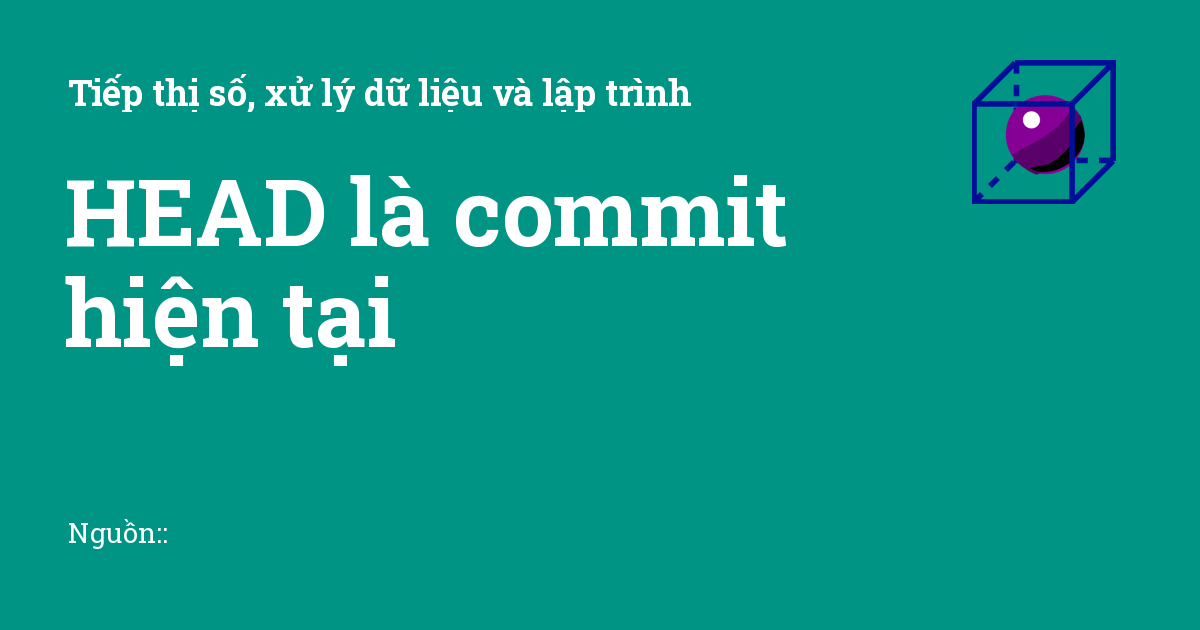 Tiếp thị số, xử lý dữ liệu và lập trình
HEAD là commit
hiện tại
Nguồn::